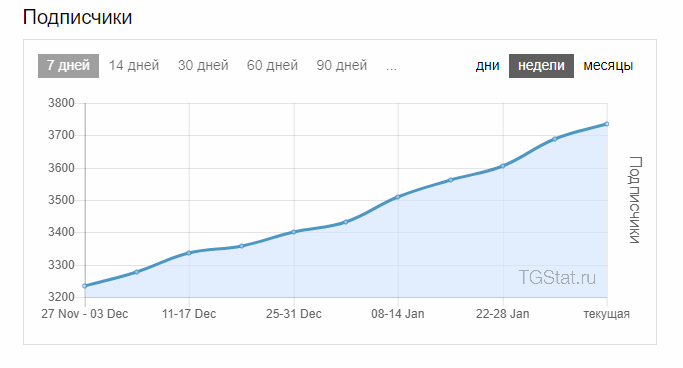 Подписчики
7 дней 14 дней 30 дней 60 дней 90 дней ... дни недели месяцы
3800
3700
3600
3500
3400
3300
3200
Подписчики
TGStat.ru
27 Nov - 03 Dec 11-17 Dec 25-31 Dec 08-14 Jan 22-28 Jan текущая